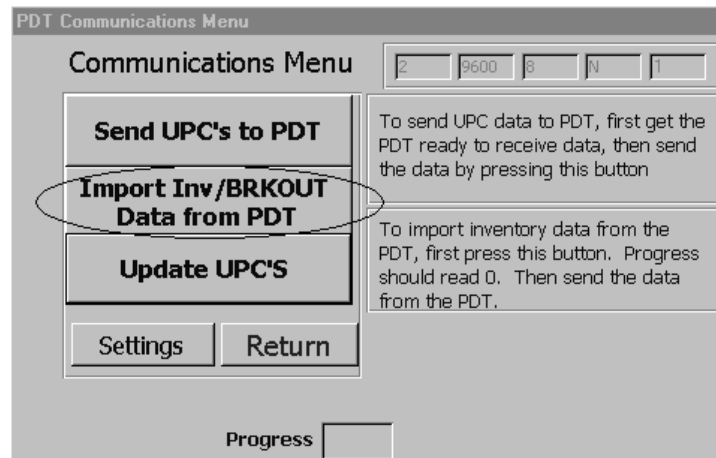 PDT Communications Menu
Communications Menu
2 9600 8 N 1
Send UPC's to PDT
To send UPC data to PDT, first get the
PDT ready to receive data, then send
the data by pressing this button
Import Inv/BRKOUT
Data from PDT
To import inventory data from the
PDT, first press this button. Progress
should read 0. Then send the data
from the PDT.
Update UPC'S
Settings
Return
Progress